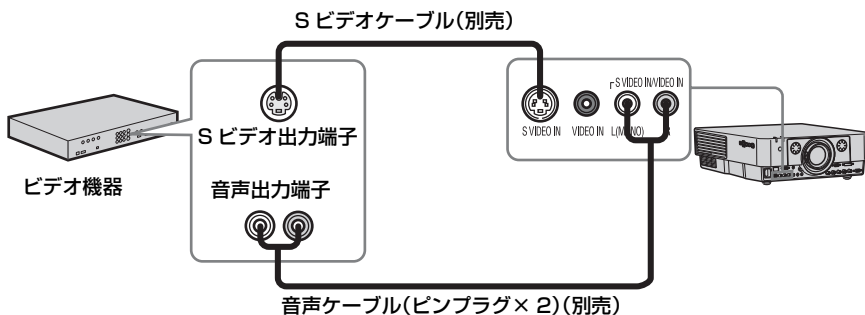 S ビデオケーブル(別売)
S VIDEO IN/VIDEO IN
S VIDEO IN VIDEO IN L(MONO)
S ビデオ出力端子
ビデオ機器
音声出力端子
音声ケーブル(ピンプラグ× 2)(別売)